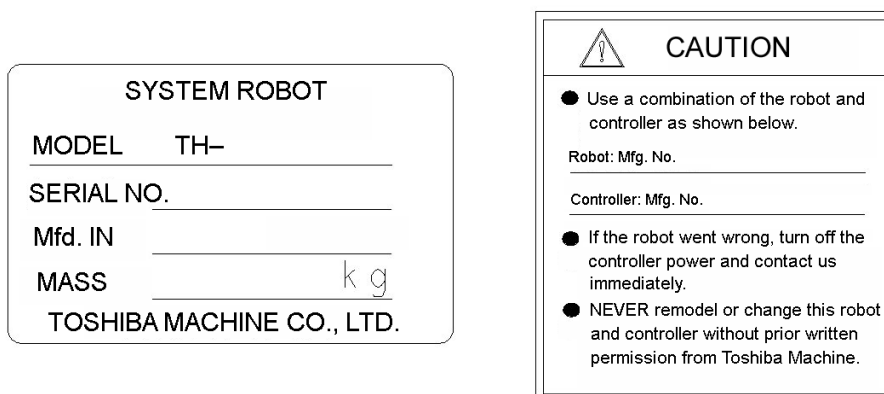 SYSTEM ROBOT
MODEL TH–
SERIAL NO.
Mfd. IN
MASS kg
TOSHIBA MACHINE CO., LTD.
CAUTION
● Use a combination of the robot and
controller as shown below.
Robot: Mfg. No.
Controller: Mfg. No.
● If the robot went wrong, turn off the
controller power and contact us
immediately.
● NEVER remodel or change this robot
and controller without prior written
permission from Toshiba Machine.